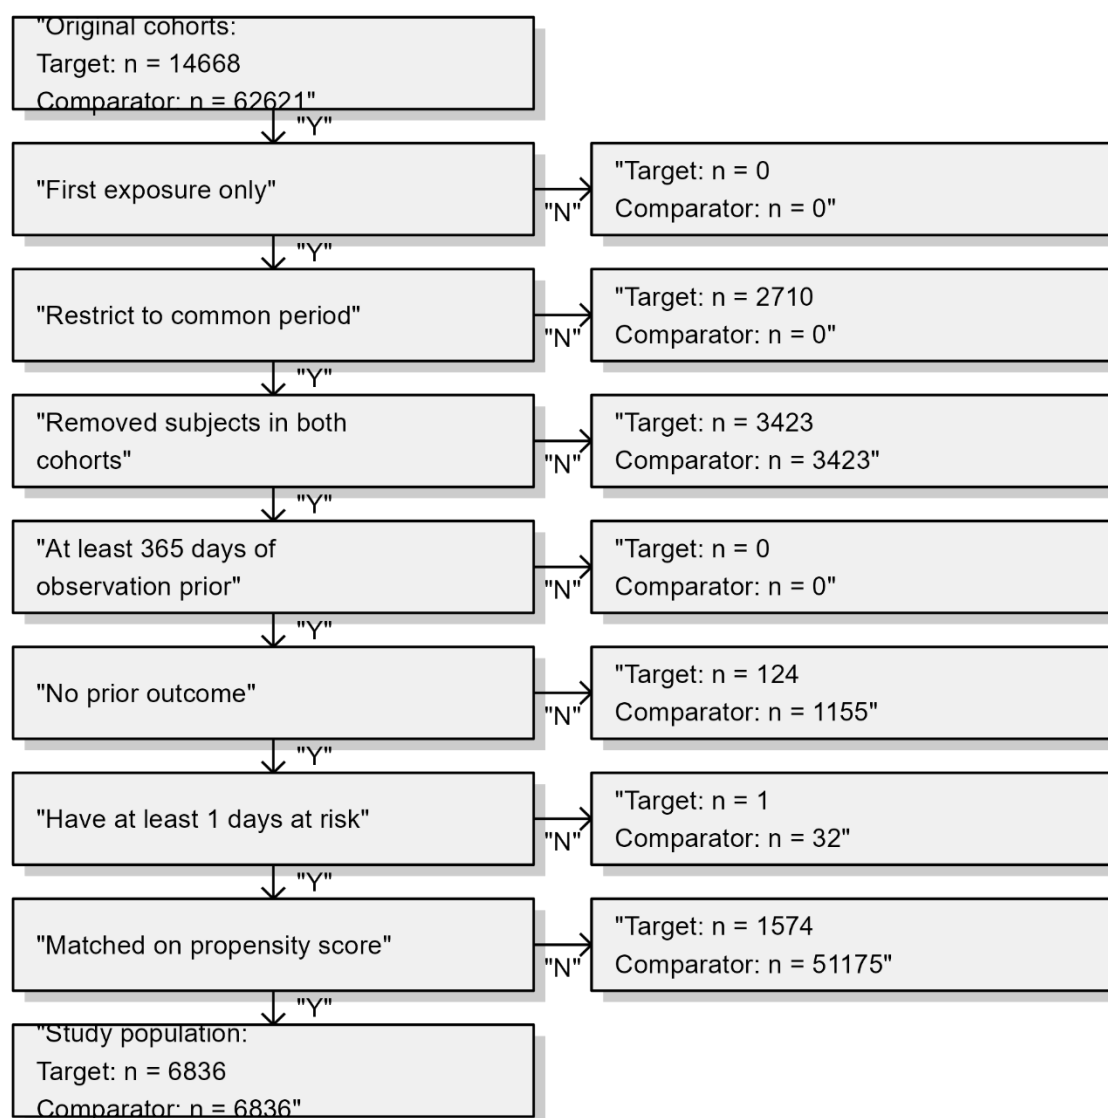 "Original cohorts:
Target: n = 14668
Comparator: n = 62621"
"Y"
"First exposure only"
"N"
"Target: n = 0
Comparator: n = 0"
"Y"
"Restrict to common period"
"N"
"Target: n = 2710
Comparator: n = 0"
"Y"
"Removed subjects in both
cohorts"
"N"
"Target: n = 3423
Comparator: n = 3423"
"Y"
"At least 365 days of
observation prior"
"N"
"Target: n = 0
Comparator: n = 0"
"Y"
"No prior outcome"
"N"
"Target: n = 124
Comparator: n = 1155"
"Y"
"Have at least 1 days at risk"
"N"
"Target: n = 1
Comparator: n = 32"
"Y"
"Matched on propensity score"
"N"
"Target: n = 1574
Comparator: n = 51175"
"Y"
"Study population:
Target: n = 6836
Comparator: n = 6836"